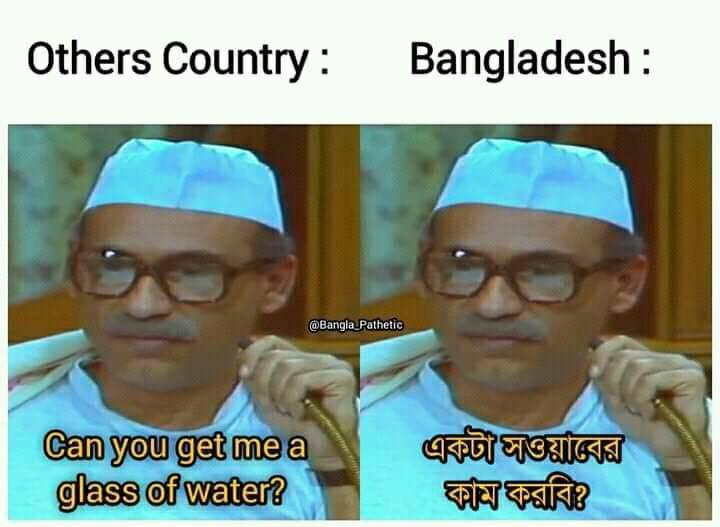 Others Country :
Bangladesh :
@Bangla_Pathetic
Can you get me a
glass of water?
একটা সওয়াবের
কাম করবি?